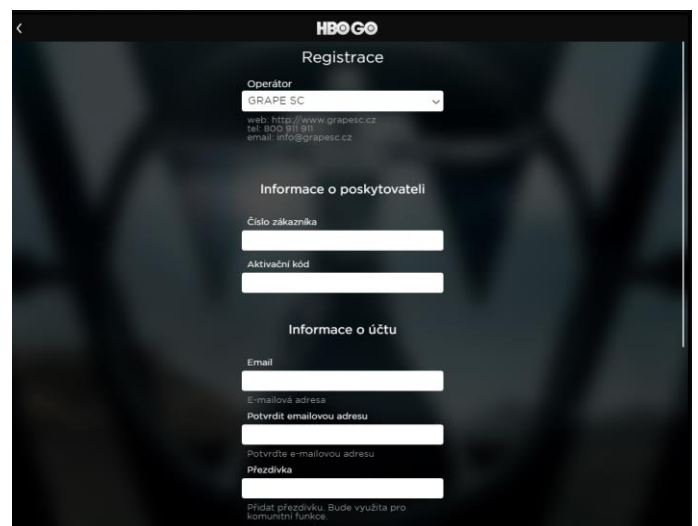 HBO GO
Registrace
Operátor
GRAPE SC
web: http://www.grapesc.cz
tel: 800 911 911
email: info@grapesc.cz
Informace o poskytovateli
Číslo zákazníka
Aktivační kód
Informace o účtu
Email
E-mailová adresa
Potvrdit emailovou adresu
Potvrďte e-mailovou adresu
Přezdívka
Přidat přezdívku. Bude využita pro
komunitní funkce.